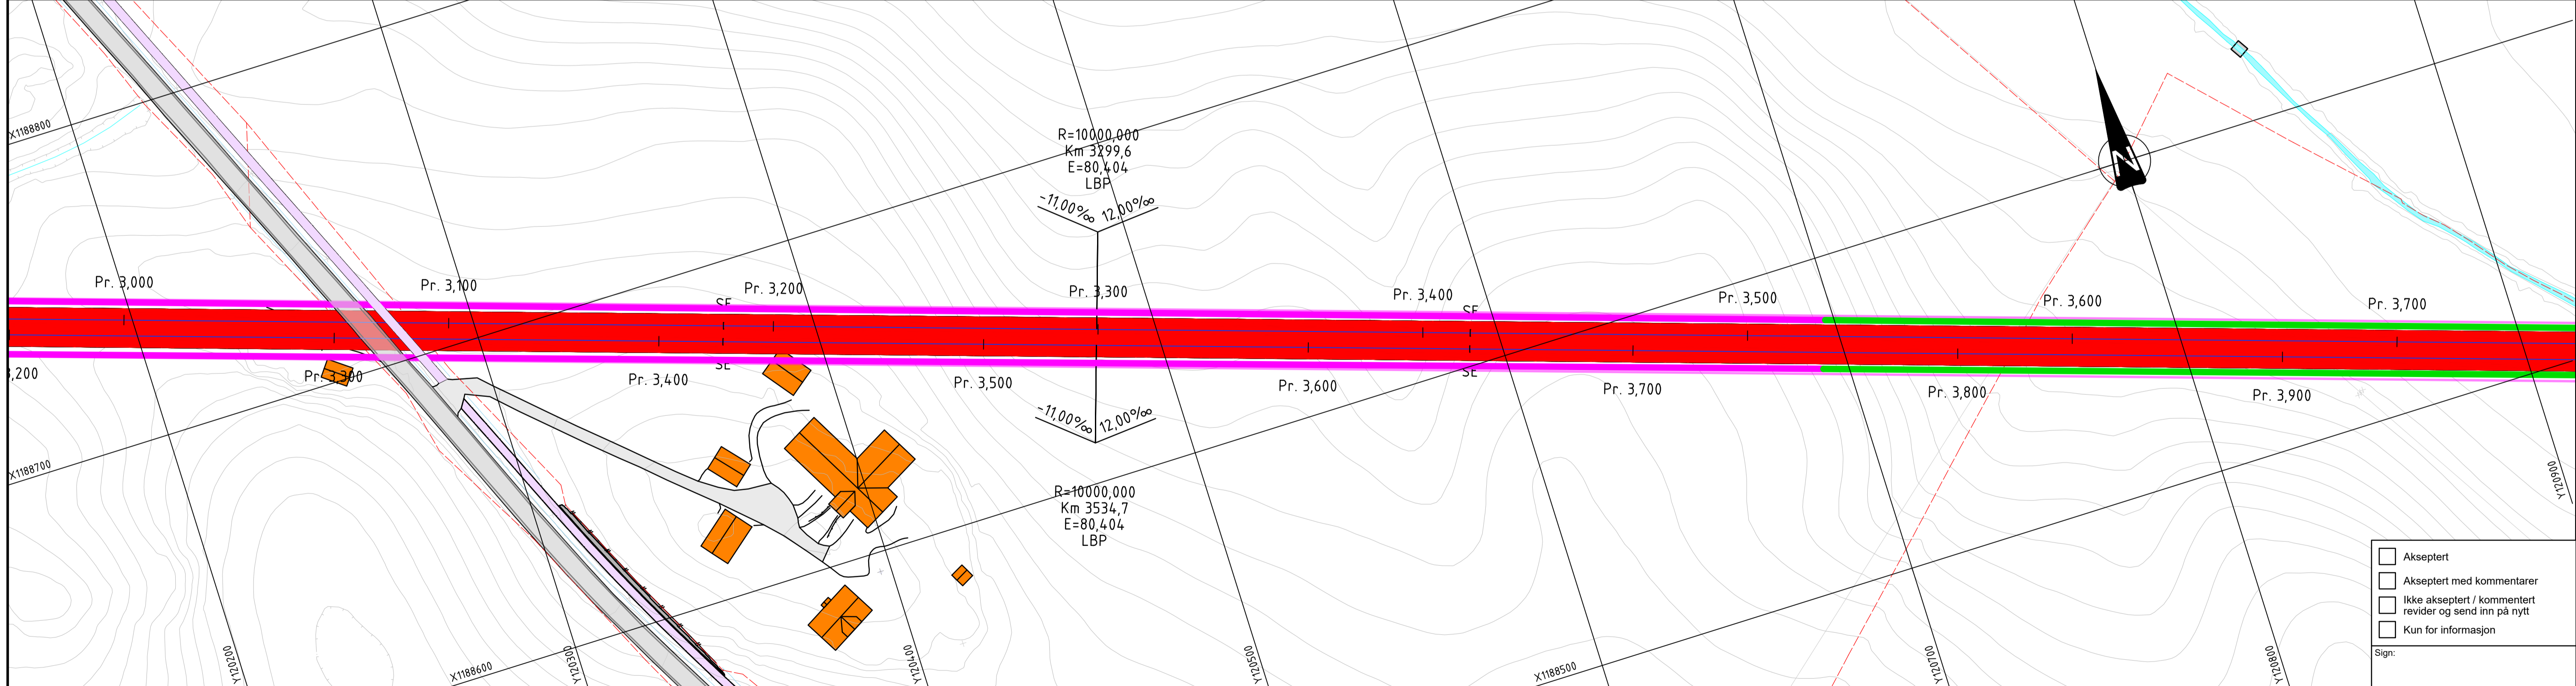 X1188800
R=10000,000
Km 3299,6
E=80,404
LBP
-11,00‰ 12,00‰
N
Pr. 3,000
Pr. 3,100
Pr. 3,200
Pr. 3,300
Pr. 3,400
Pr. 3,500
Pr. 3,600
Pr. 3,700
SE
SE
SE
SE
3,200
Pr. 3,300
Pr. 3,400
Pr. 3,500
Pr. 3,600
Pr. 3,700
Pr. 3,800
Pr. 3,900
-11,00‰ 12,00‰
R=10000,000
Km 3534,7
E=80,404
LBP
X1188700
X1188600
X1188500
Y120200
Y120300
Y120400
Y120500
Y120700
Y120800
Y120900
Akseptert
Akseptert med kommentarer
Ikke akseptert / kommentert
revider og send inn på nytt
Kun for informasjon
Sign: